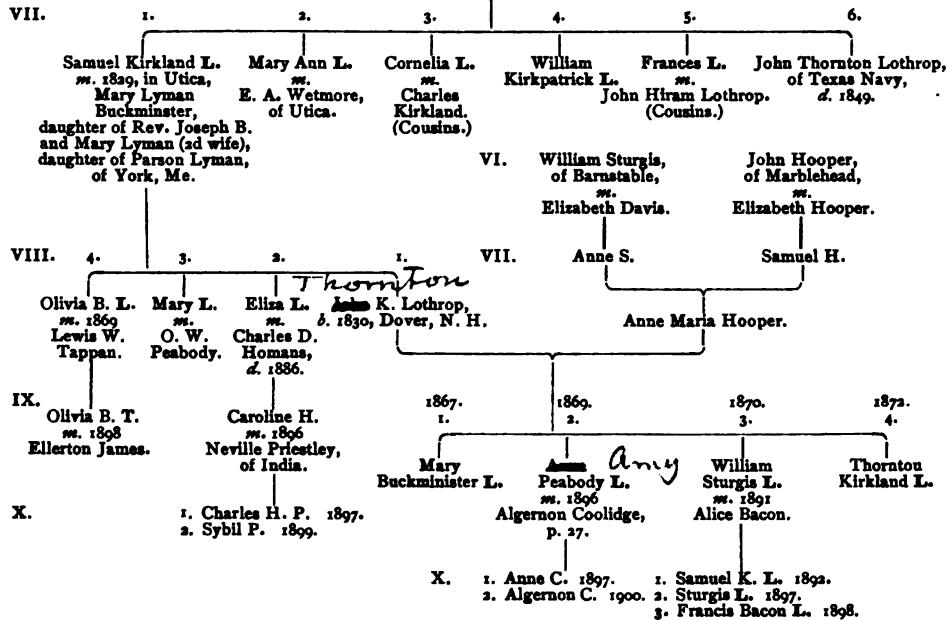 VII. 1. 2. 3. 4. 5. 6.
Samuel Kirkland L.
m. 1829, in Utica,
Mary Lyman
Buckminster,
daughter of Rev. Joseph B.
and Mary Lyman (2d wife),
daughter of Parson Lyman,
of York, Me.
Mary Ann L.
m.
E. A. Wetmore,
of Utica.
Cornelia L.
m.
Charles
Kirkland.
(Cousins.)
William
Kirkpatrick L.
Frances L.
m.
John Hiram Lothrop.
(Cousins.)
John Thornton Lothrop,
of Texas Navy,
d. 1849.
VI.
William Sturgis,
of Barnstable,
m.
Elizabeth Davis.
John Hooper,
of Marblehead,
m.
Elizabeth Hooper.
VIII. 4. 3. 2. 1.
VII. Anne S. Samuel H.
Olivia B. L.
m. 1869
Lewis W.
Tappan.
Mary L.
m.
O. W.
Peabody.
Eliza L.
m.
Charles D.
Homans,
d. 1886.
Thornton
K. Lothrop,
b. 1830, Dover, N. H.
Anne Maria Hooper.
IX.
Olivia B. T.
m. 1898
Ellerton James.
Caroline H.
m. 1896
Neville Priestley,
of India.
1867. 1869. 1870. 1872.
1. 2. 3. 4.
Mary
Buckminister L.
Amy
Peabody L.
m. 1896
Algernon Coolidge,
p. 27.
William
Sturgis L.
m. 1891
Alice Bacon.
Thornton
Kirkland L.
X.
1. Charles H. P. 1897.
2. Sybil P. 1899.
X.
1. Anne C. 1897.
2. Algernon C. 1900.
1. Samuel K. L. 1892.
2. Sturgis L. 1897.
3. Francis Bacon L. 1898.